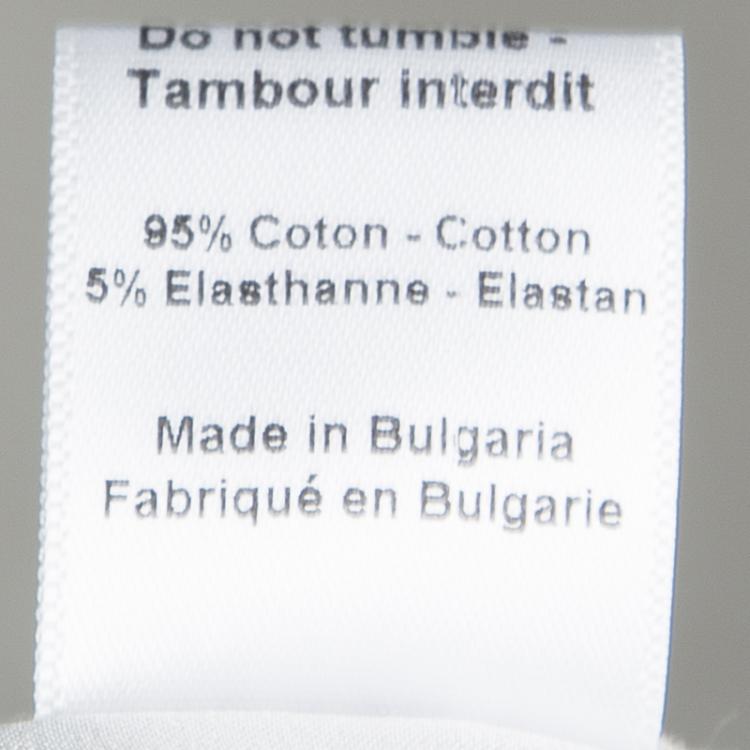 Do not tumble -
Tambour interdit
95% Coton - Cotton
5% Elasthanne - Elastan
Made in Bulgaria
Fabriqué en Bulgarie